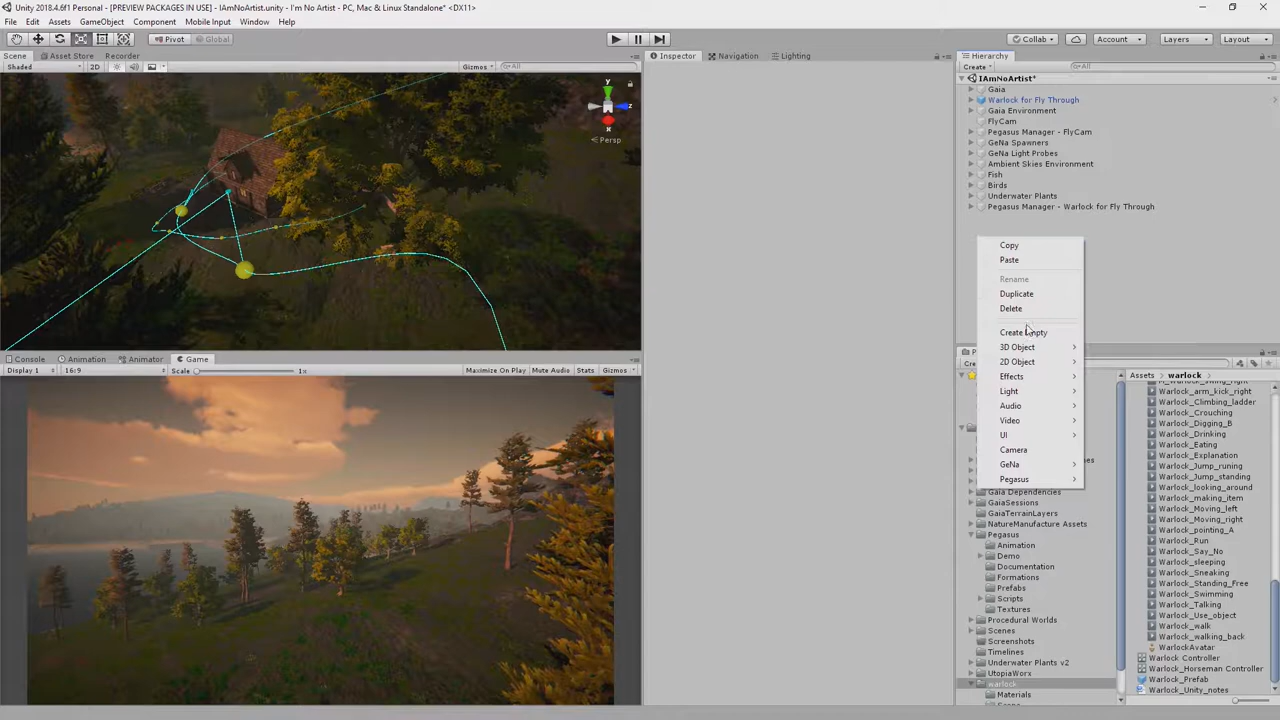 Unity 2018.4.6f1 Personal - [PREVIEW PACKAGES IN USE] - IAmNoArtist.unity - I'm No Artist - PC, Mac & Linux Standalone* <DX11>
File Edit Assets GameObject Component Mobile Input Window Help
Pivot Global Collab Account Layers Layout
Scene Asset Store Recorder
Shaded 2D Gizmos All
y
z
x
Persp
Inspector Navigation Lighting
Hierarchy
Create All
IAmNoArtist*
Gaia
Warlock for Fly Through
Gaia Environment
FlyCam
Pegasus Manager - FlyCam
GeNa Spawners
GeNa Light Probes
Ambient Skies Environment
Fish
Birds
Underwater Plants
Pegasus Manager - Warlock for Fly Through
Copy
Paste
Rename
Duplicate
Delete
Create Empty
3D Object
2D Object
Effects
Light
Audio
Video
UI
Camera
GeNa
Pegasus
Console Animation Animator Game
Display 1 16:9 Scale 1x Maximize On Play Mute Audio Stats Gizmos
Gaia Dependencies
GaiaSessions
GaiaTerrainLayers
NatureManufacture Assets
Pegasus
Animation
Demo
Documentation
Formations
Prefabs
Scripts
Textures
Procedural Worlds
Scenes
Screenshots
Timelines
Underwater Plants v2
UtopiaWorx
warlock
Materials
Assets warlock
Warlock_arm_kick_right
Warlock_Climbing_ladder
Warlock_Crouching
Warlock_Digging_B
Warlock_Drinking
Warlock_Eating
Warlock_Explanation
Warlock_Jump_runing
Warlock_Jump_standing
Warlock_looking_around
Warlock_making_item
Warlock_Moving_left
Warlock_Moving_right
Warlock_pointing_A
Warlock_Run
Warlock_Say_No
Warlock_sleeping
Warlock_Sneaking
Warlock_Standing_Free
Warlock_Swimming
Warlock_Talking
Warlock_Use_object
Warlock_walk
Warlock_walking_back
WarlockAvatar
Warlock Controller
Warlock_Horseman Controller
Warlock_Prefab
Warlock_Unity_notes